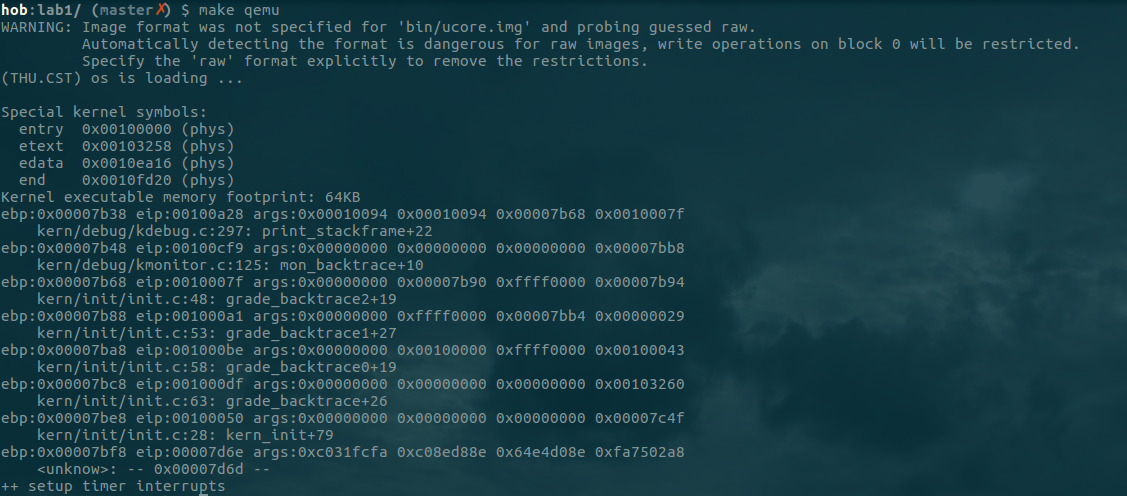 hob:lab1/ (master✗) $ make qemu
WARNING: Image format was not specified for 'bin/ucore.img' and probing guessed raw.
         Automatically detecting the format is dangerous for raw images, write operations on block 0 will be restricted.
         Specify the 'raw' format explicitly to remove the restrictions.
(THU.CST) os is loading ...

Special kernel symbols:
  entry  0x00100000 (phys)
  etext  0x00103258 (phys)
  edata  0x0010ea16 (phys)
  end    0x0010fd20 (phys)
Kernel executable memory footprint: 64KB
ebp:0x00007b38 eip:00100a28 args:0x00010094 0x00010094 0x00007b68 0x0010007f
    kern/debug/kdebug.c:297: print_stackframe+22
ebp:0x00007b48 eip:00100cf9 args:0x00000000 0x00000000 0x00000000 0x00007bb8
    kern/debug/kmonitor.c:125: mon_backtrace+10
ebp:0x00007b68 eip:0010007f args:0x00000000 0x00007b90 0xffff0000 0x00007b94
    kern/init/init.c:48: grade_backtrace2+19
ebp:0x00007b88 eip:001000a1 args:0x00000000 0xffff0000 0x00007bb4 0x00000029
    kern/init/init.c:53: grade_backtrace1+27
ebp:0x00007ba8 eip:001000be args:0x00000000 0x00100000 0xffff0000 0x00100043
    kern/init/init.c:58: grade_backtrace0+19
ebp:0x00007bc8 eip:001000df args:0x00000000 0x00000000 0x00000000 0x00103260
    kern/init/init.c:63: grade_backtrace+26
ebp:0x00007be8 eip:00100050 args:0x00000000 0x00000000 0x00000000 0x00007c4f
    kern/init/init.c:28: kern_init+79
ebp:0x00007bf8 eip:00007d6e args:0xc031fcfa 0xc08ed88e 0x64e4d08e 0xfa7502a8
    <unknow>: -- 0x00007d6d --
++ setup timer interrupts